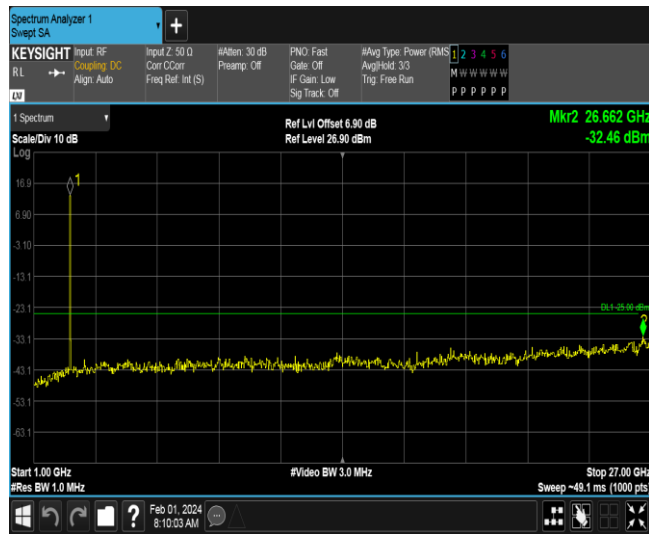 Spectrum Analyzer 1
Swept SA
KEYSIGHT Input: RF Input Z: 50 Ω #Atten: 30 dB PNO: Fast #Avg Type: Power (RMS 1 2 3 4 5 6
RL Coupling: DC Corr CCorr Preamp: Off Gate: Off Avg|Hold: 3/3 M W W W W W
Align: Auto Freq Ref: Int (S) IF Gain: Low Trig: Free Run
Sig Track: Off P P P P P P
LXI
1 Spectrum Ref Lvl Offset 6.90 dB Mkr2 26.662 GHz
Scale/Div 10 dB Ref Level 26.90 dBm -32.46 dBm
Log
16.9
1
6.90
-3.10
-13.1
-23.1
DL1 -25.00 dBm
2
-33.1
-43.1
-53.1
-63.1
Start 1.00 GHz #Video BW 3.0 MHz Stop 27.00 GHz
#Res BW 1.0 MHz Sweep ~49.1 ms (1000 pts)
? Feb 01, 2024
8:10:03 AM